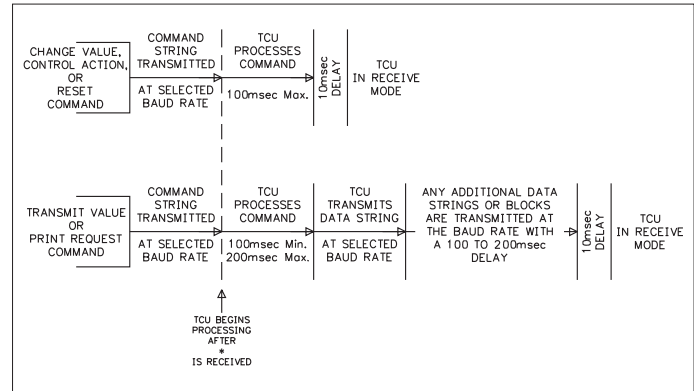 CHANGE VALUE,
CONTROL ACTION,
OR
RESET
COMMAND
COMMAND
STRING
TRANSMITTED
AT SELECTED
BAUD RATE
TCU
PROCESSES
COMMAND
100msec Max.
10msec
DELAY
TCU
IN RECEIVE
MODE
TRANSMIT VALUE
OR
PRINT REQUEST
COMMAND
COMMAND
STRING
TRANSMITTED
AT SELECTED
BAUD RATE
TCU
PROCESSES
COMMAND
100msec Min.
200msec Max.
TCU
TRANSMITS
DATA STRING
AT SELECTED
BAUD RATE
ANY ADDITIONAL DATA
STRINGS OR BLOCKS
ARE TRANSMITTED AT
THE BAUD RATE WITH
A 100 TO 200msec
DELAY
10msec
DELAY
TCU
IN RECEIVE
MODE
TCU BEGINS
PROCESSING
AFTER
*
IS RECEIVED